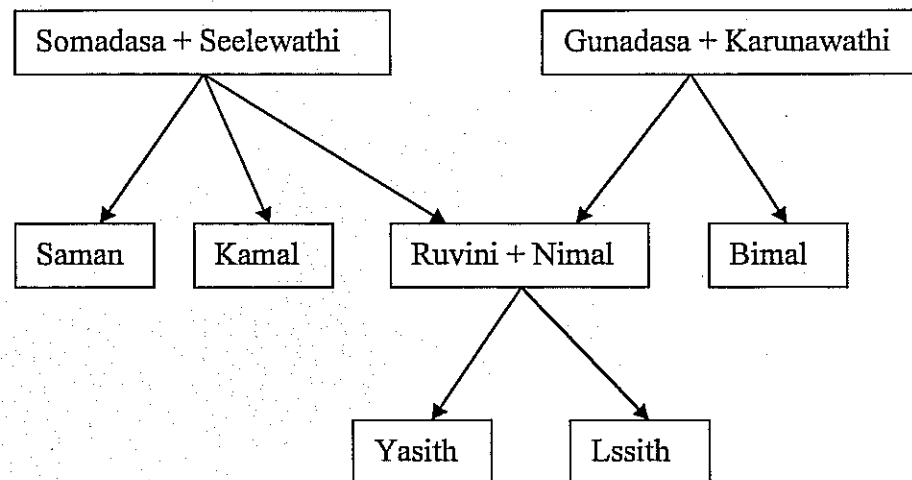 Somadasa + Seelewathi
Gunadasa + Karunawathi
Saman
Kamal
Ruvini + Nimal
Bimal
Yasith
Lssith